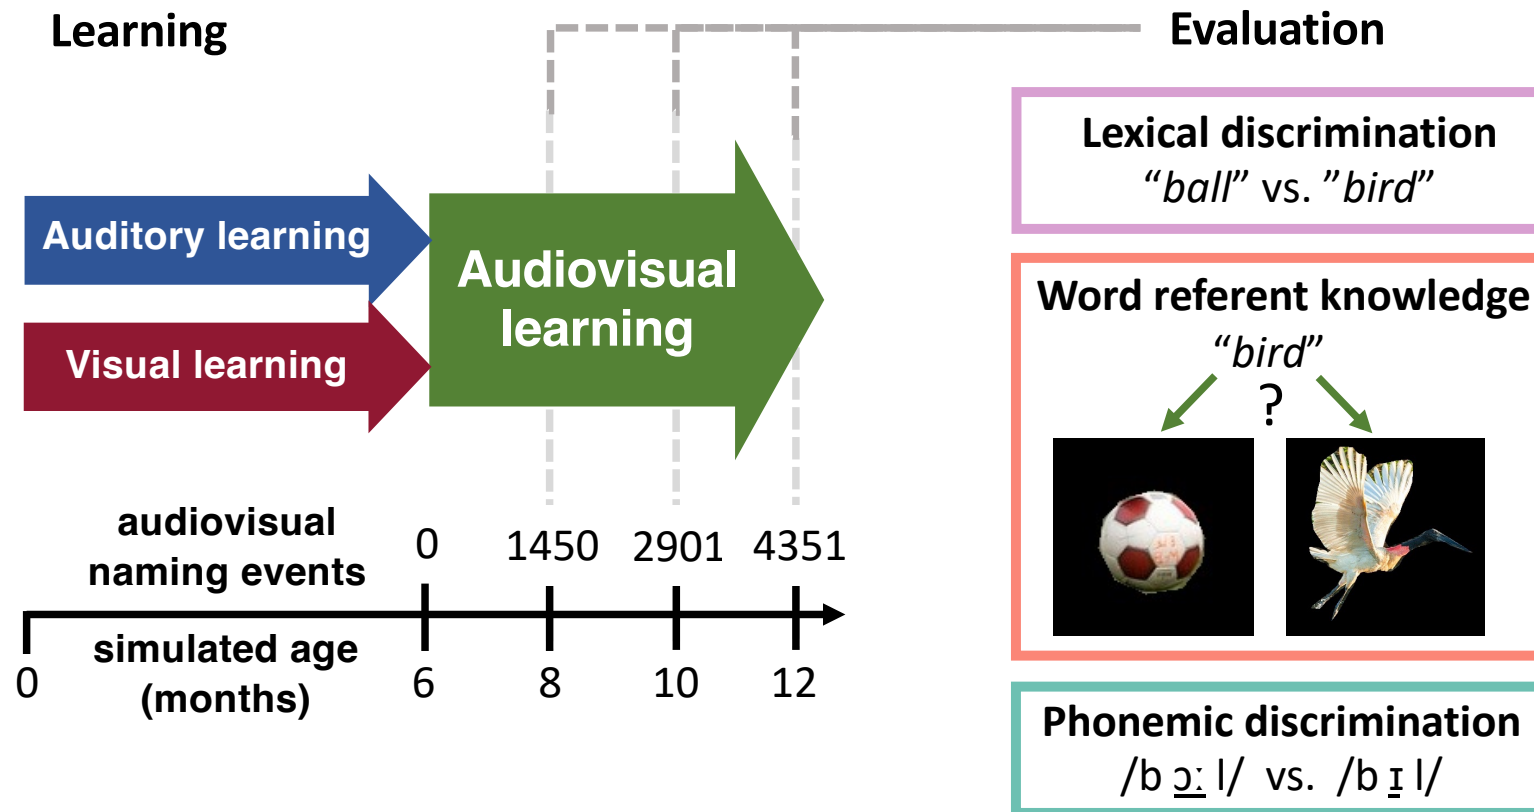 Learning
Evaluation
Auditory learning
Visual learning
Audiovisual
learning
audiovisual
naming events
0 1450 2901 4351
simulated age
(months)
0 6 8 10 12
Lexical discrimination
“ball” vs. ”bird”
Word referent knowledge
“bird”
?
Phonemic discrimination
/b ɔː l/ vs. /b ɪ l/